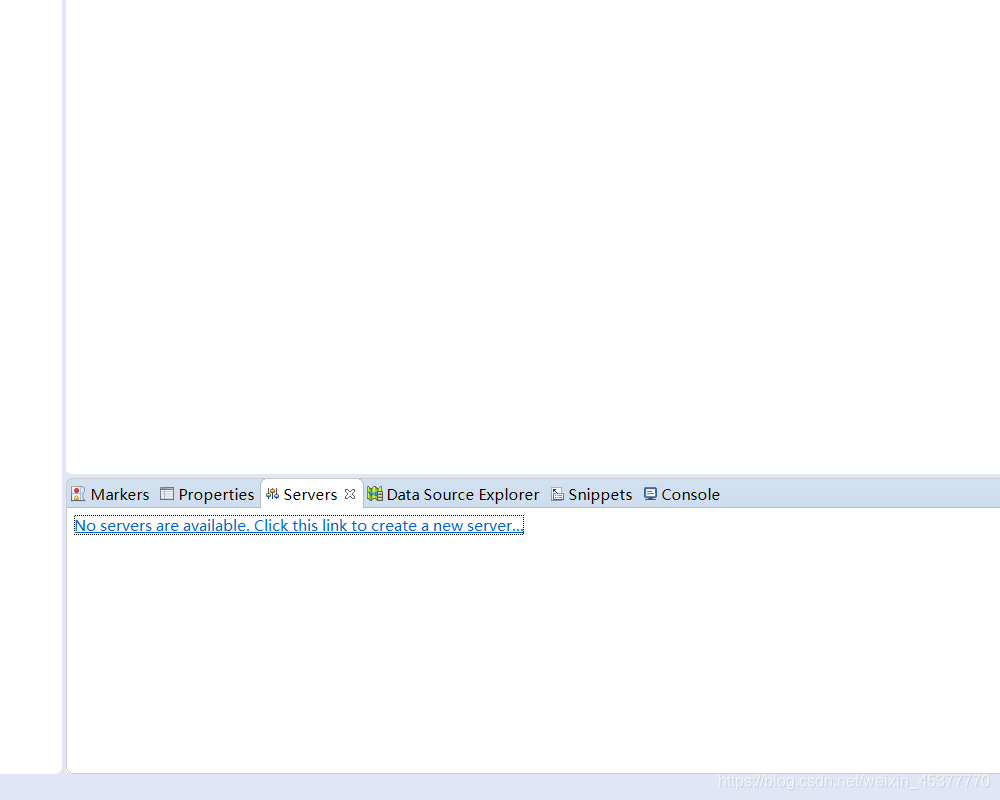 Markers Properties Servers Data Source Explorer Snippets Console
No servers are available. Click this link to create a new server...
https://blog.csdn.net/weixin_45377770